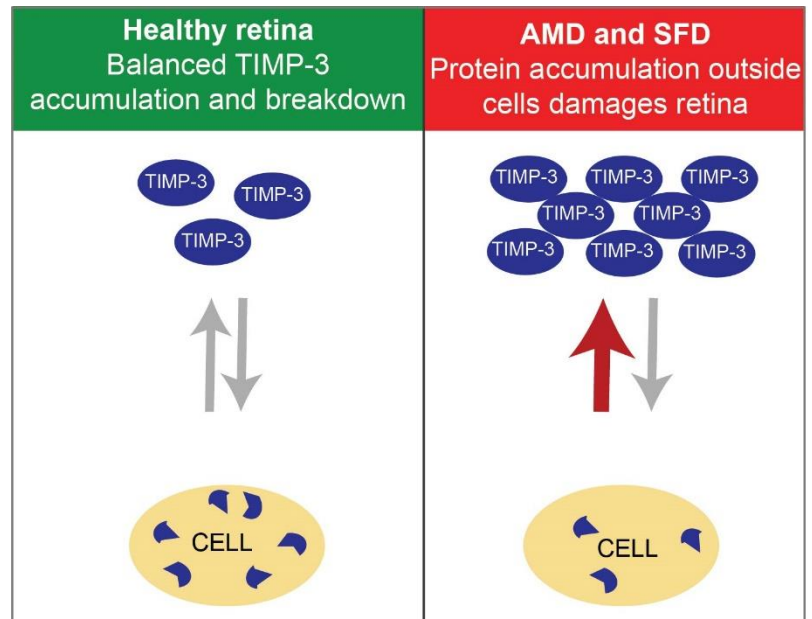 Healthy retina
Balanced TIMP-3
accumulation and breakdown
TIMP-3
TIMP-3
TIMP-3
CELL
AMD and SFD
Protein accumulation outside
cells damages retina
TIMP-3
TIMP-3
TIMP-3
TIMP-3
TIMP-3
TIMP-3
TIMP-3
TIMP-3
CELL